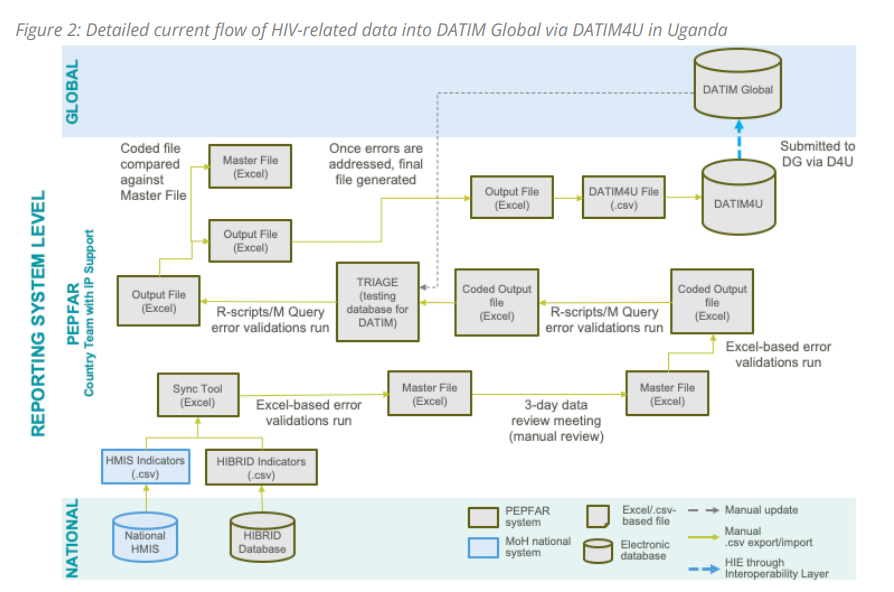 Figure 2: Detailed current flow of HIV-related data into DATIM Global via DATIM4U in Uganda
REPORTING SYSTEM LEVEL
GLOBAL
DATIM Global
PEPFAR
Country Team with IP Support
Coded file
compared
against
Master File
Master File
(Excel)
Once errors are
addressed, final
file generated
Submitted to
DG via D4U
Output File
(Excel)
DATIM4U File
(.csv)
DATIM4U
Output File
(Excel)
Output File
(Excel)
R-scripts/M Query
error validations run
TRIAGE
(testing
database for
DATIM)
Coded Output
file
(Excel)
R-scripts/M Query
error validations run
Coded Output
file
(Excel)
Excel-based error
validations run
Sync Tool
(Excel)
Excel-based error
validations run
Master File
(Excel)
3-day data
review meeting
(manual review)
Master File
(Excel)
HMIS Indicators
(.csv)
HIBRID Indicators
(.csv)
NATIONAL
National
HMIS
HIBRID
Database
PEPFAR
system
MoH national
system
Excel/.csv-
based file
Electronic
database
Manual update
Manual
.csv export/import
HIE through
Interoperability Layer